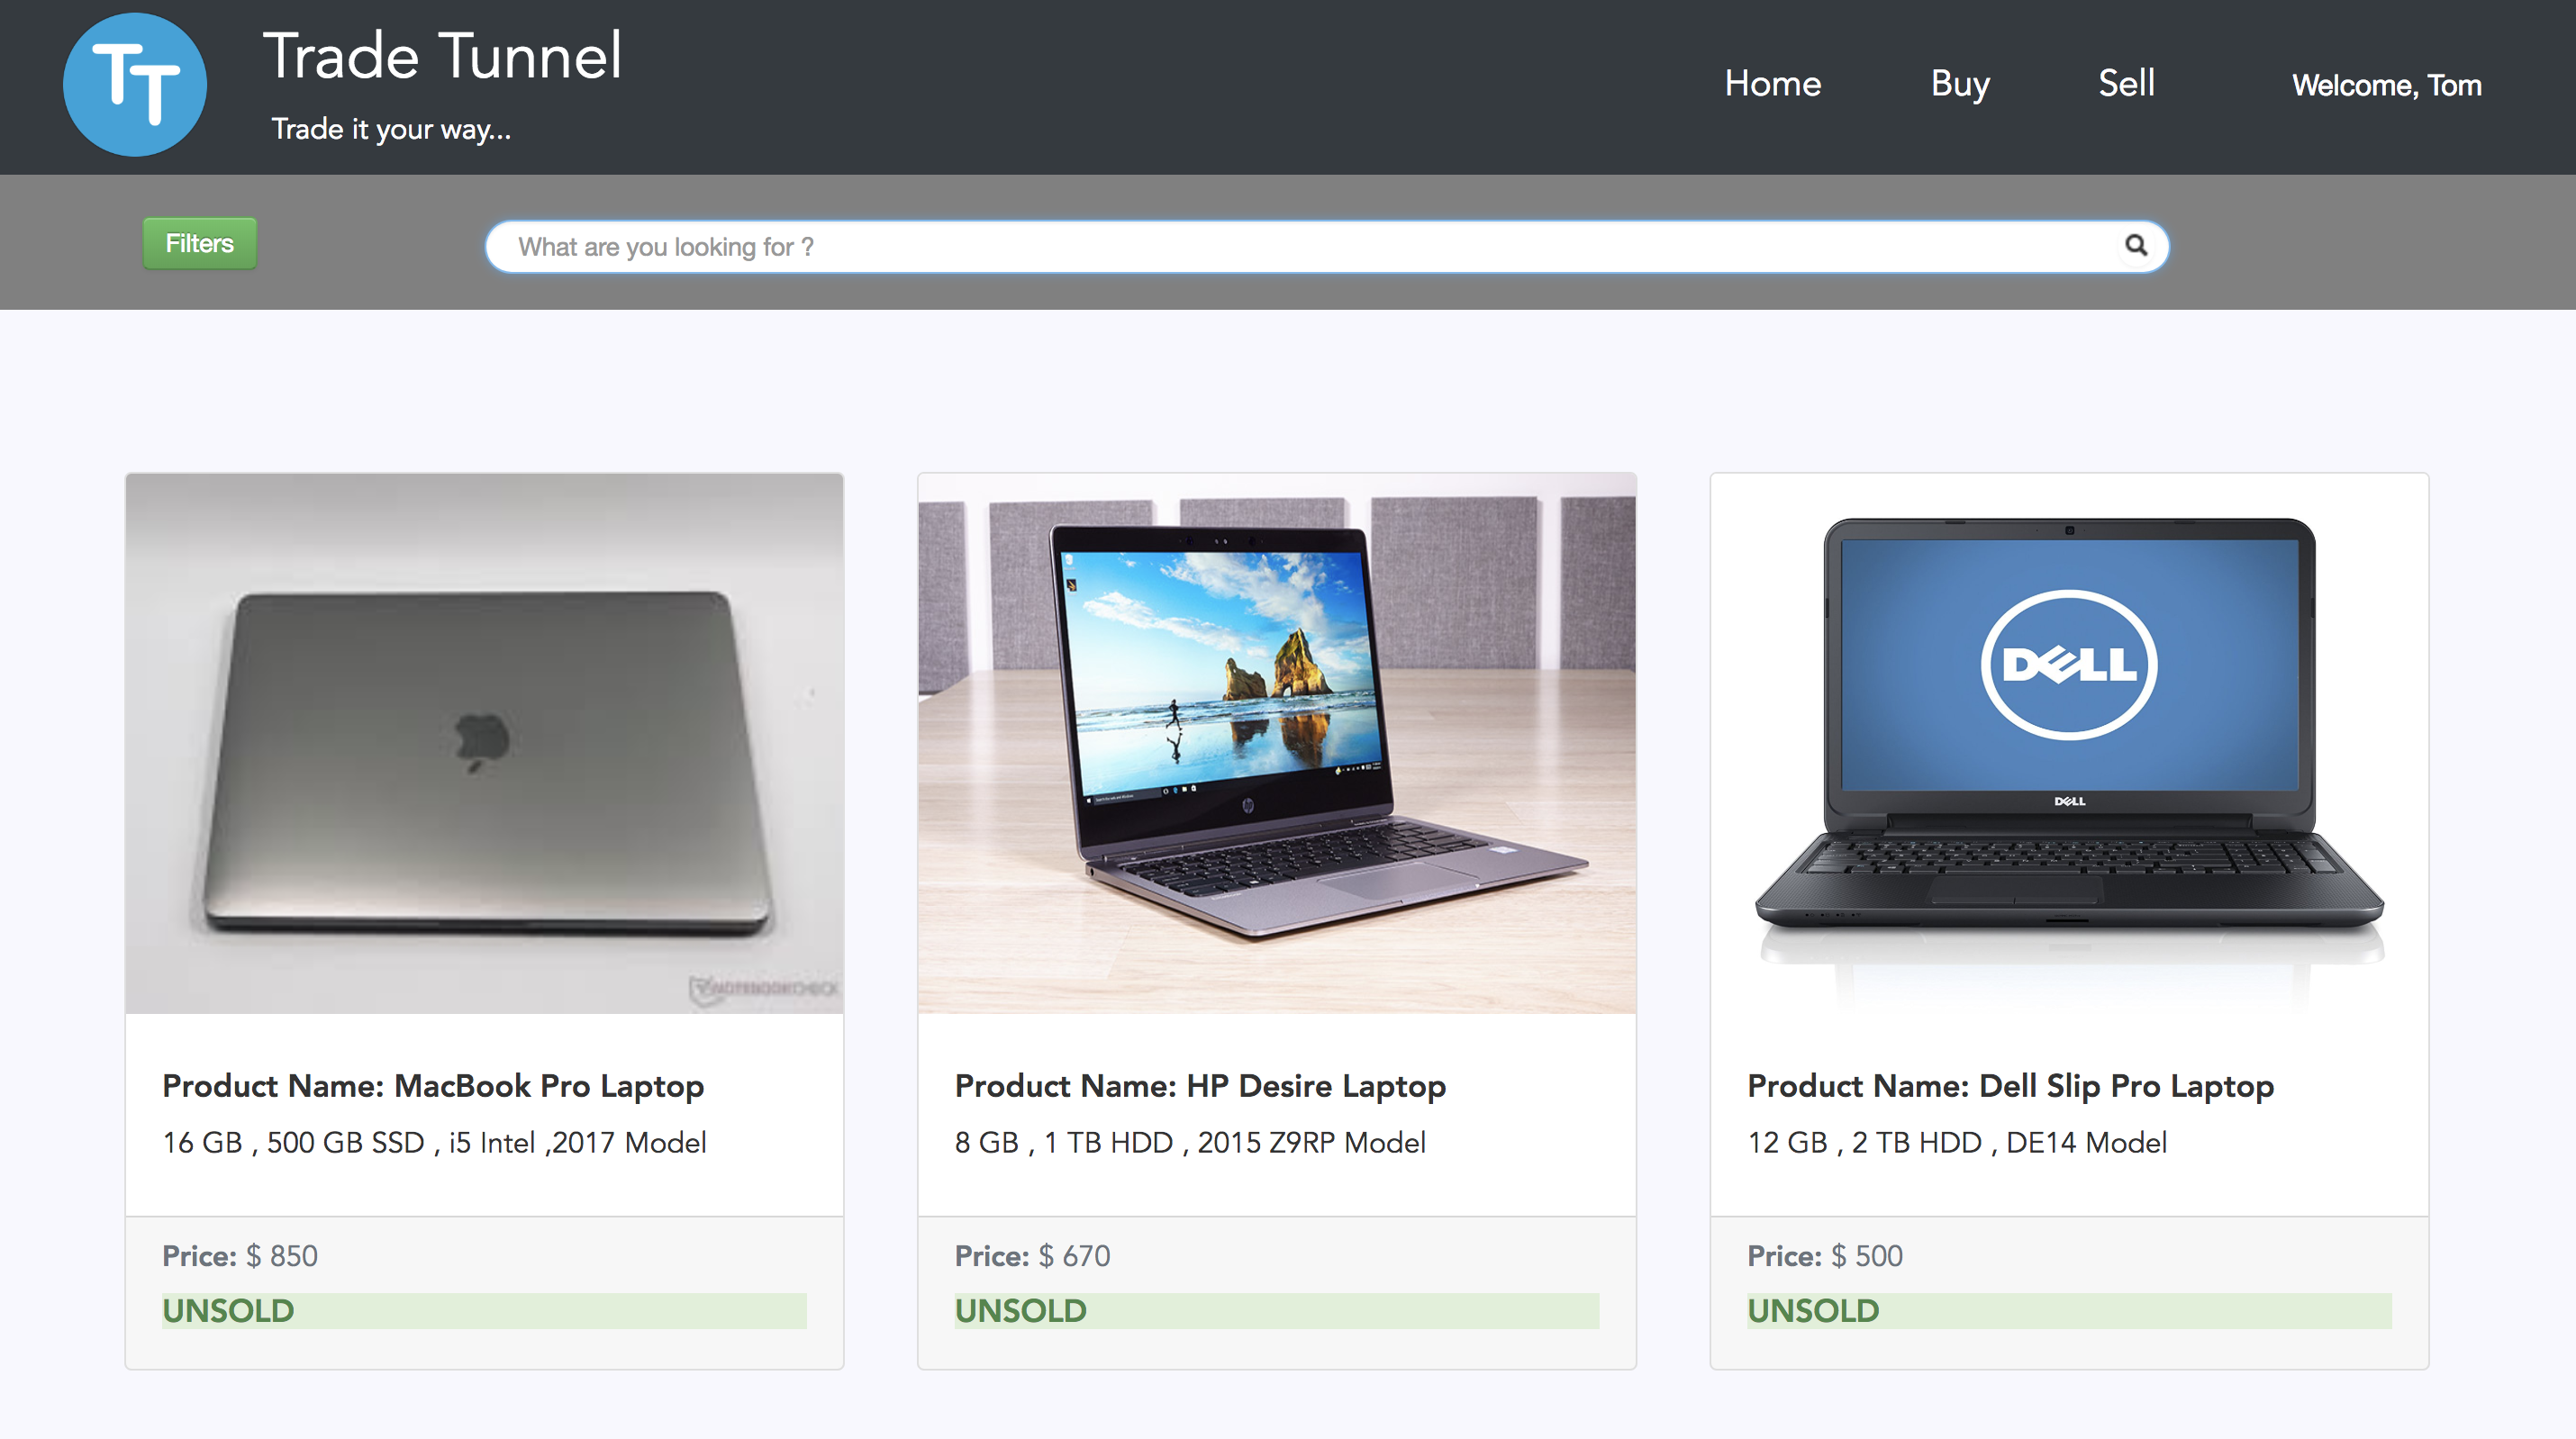 TT
Trade Tunnel
Trade it your way...
Home
Buy
Sell
Welcome, Tom
Filters
What are you looking for ?
NOTEBOOKCHECK
DELL
DELL
Product Name: MacBook Pro Laptop
16 GB , 500 GB SSD , i5 Intel ,2017 Model
Price: $ 850
UNSOLD
Product Name: HP Desire Laptop
8 GB , 1 TB HDD , 2015 Z9RP Model
Price: $ 670
UNSOLD
Product Name: Dell Slip Pro Laptop
12 GB , 2 TB HDD , DE14 Model
Price: $ 500
UNSOLD